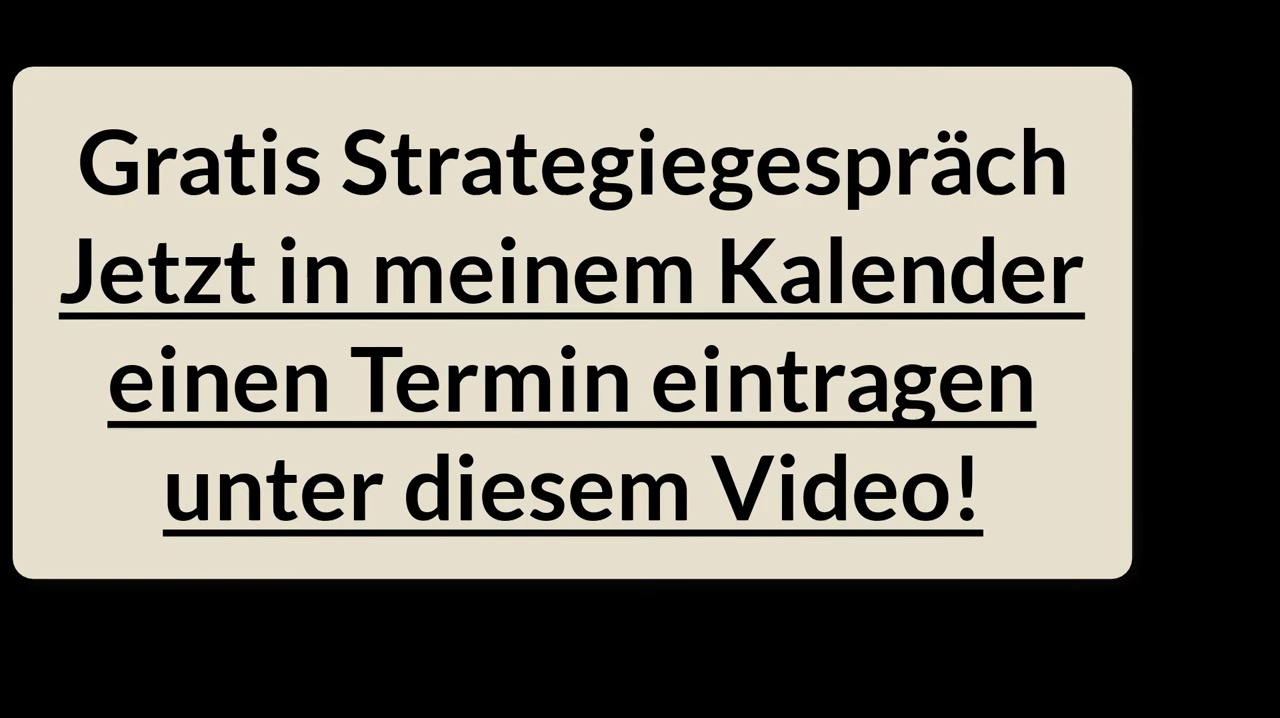 Gratis Strategiegespräch
Jetzt in meinem Kalender
einen Termin eintragen
unter diesem Video!